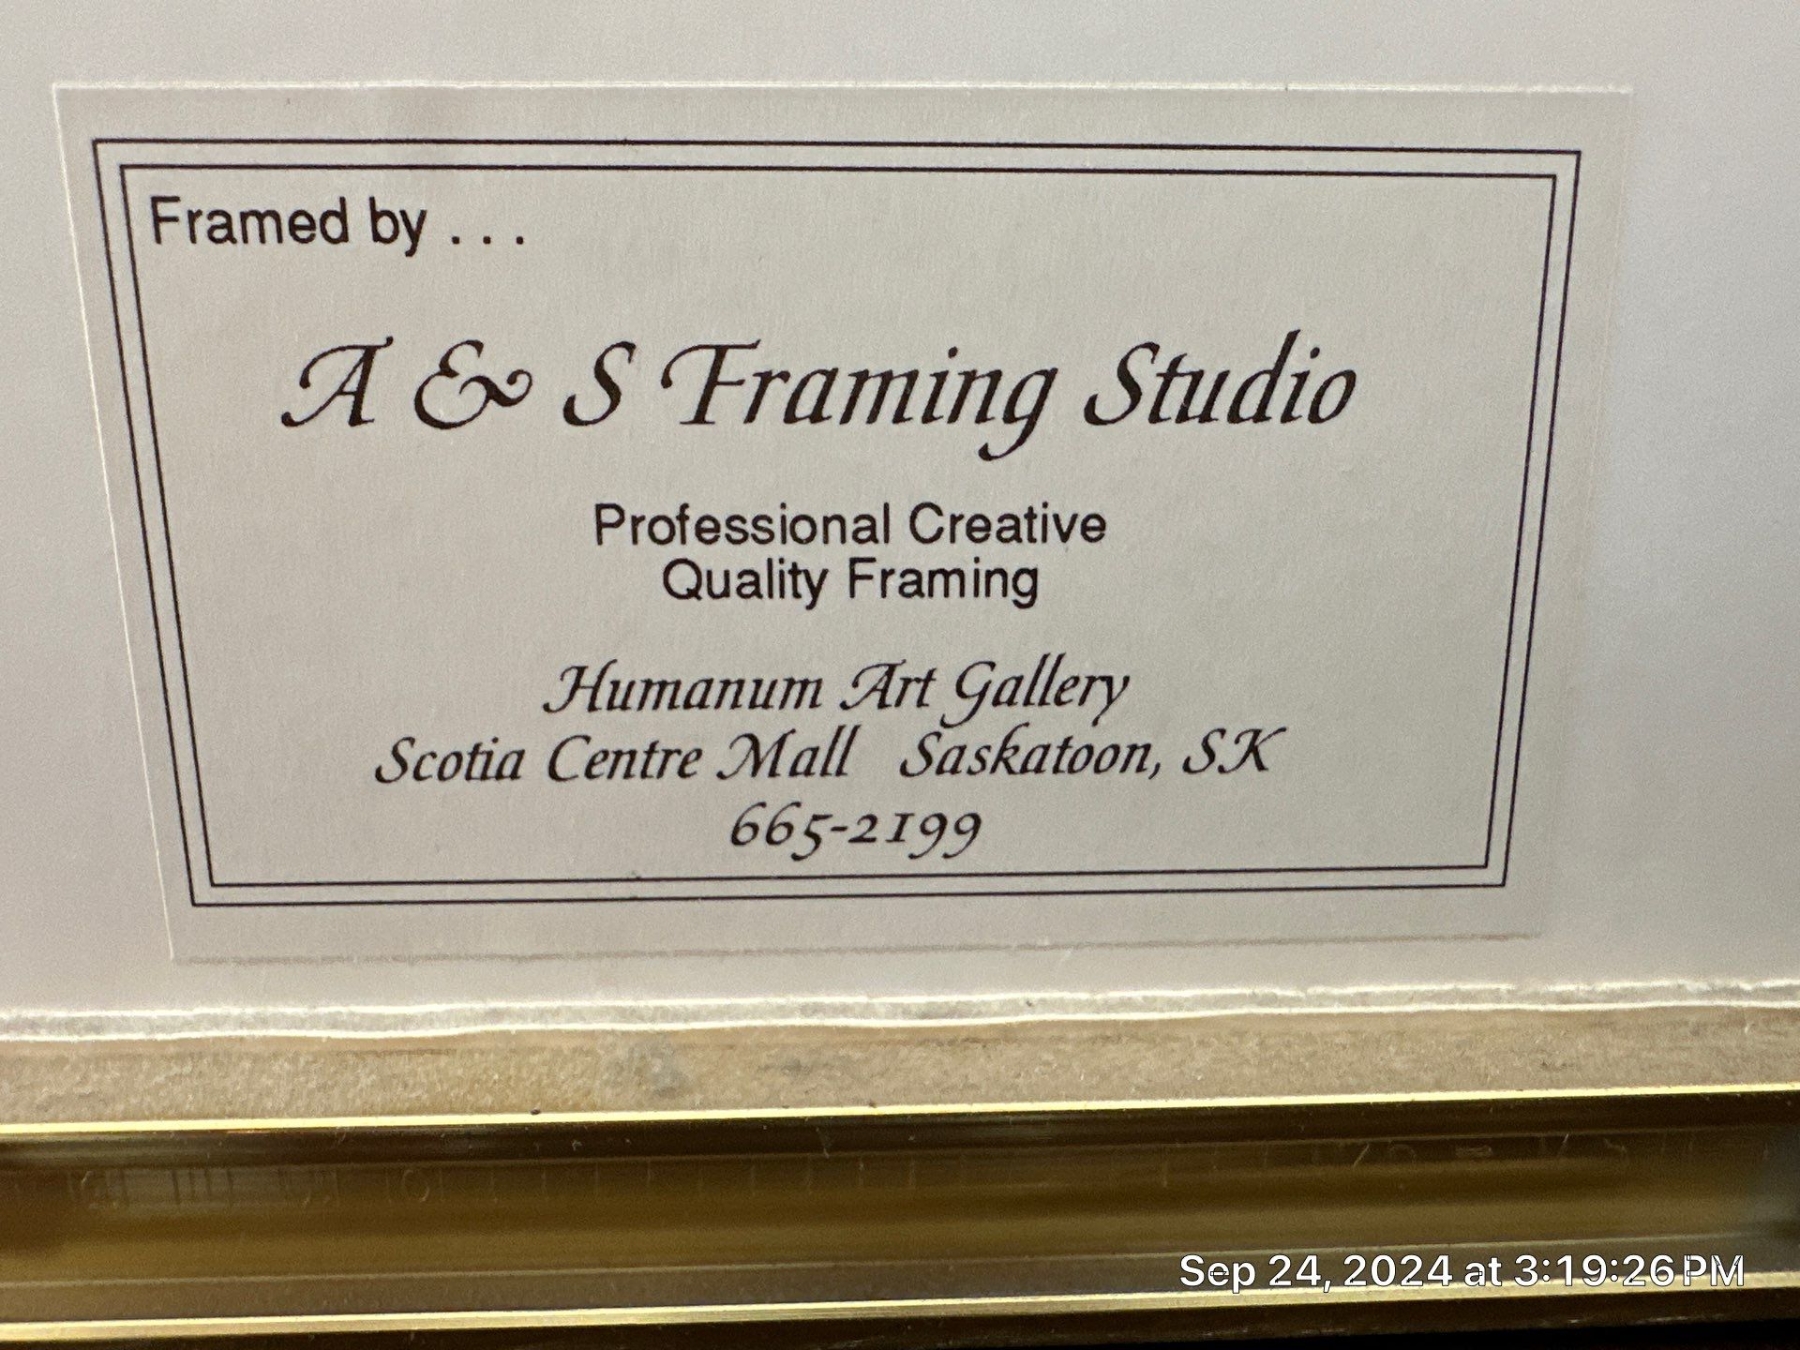 Framed by . . .
A & S Framing Studio
Professional Creative
Quality Framing
Humanum Art Gallery
Scotia Centre Mall Saskatoon, SK
665-2199
Sep 24, 2024 at 3:19:26 PM